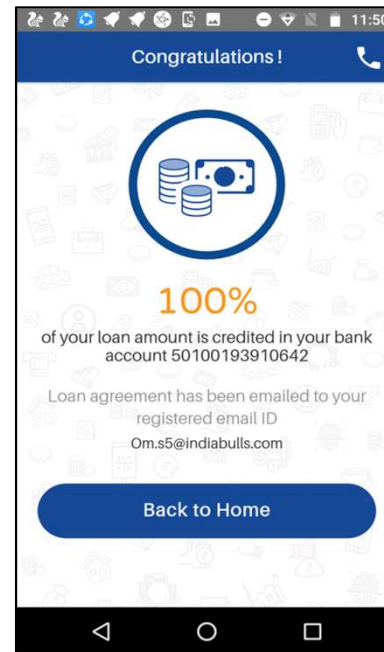 11:50
Congratulations !
100%
of your loan amount is credited in your bank
account 50100193910642
Loan agreement has been emailed to your
registered email ID
Om.s5@indiabulls.com
Back to Home